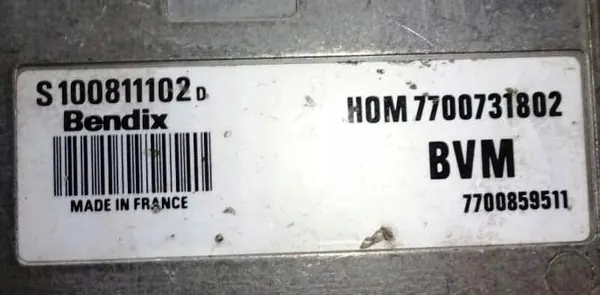 S100811102 D
Bendix
MADE IN FRANCE
HOM 7700731802
BVM
7700859511